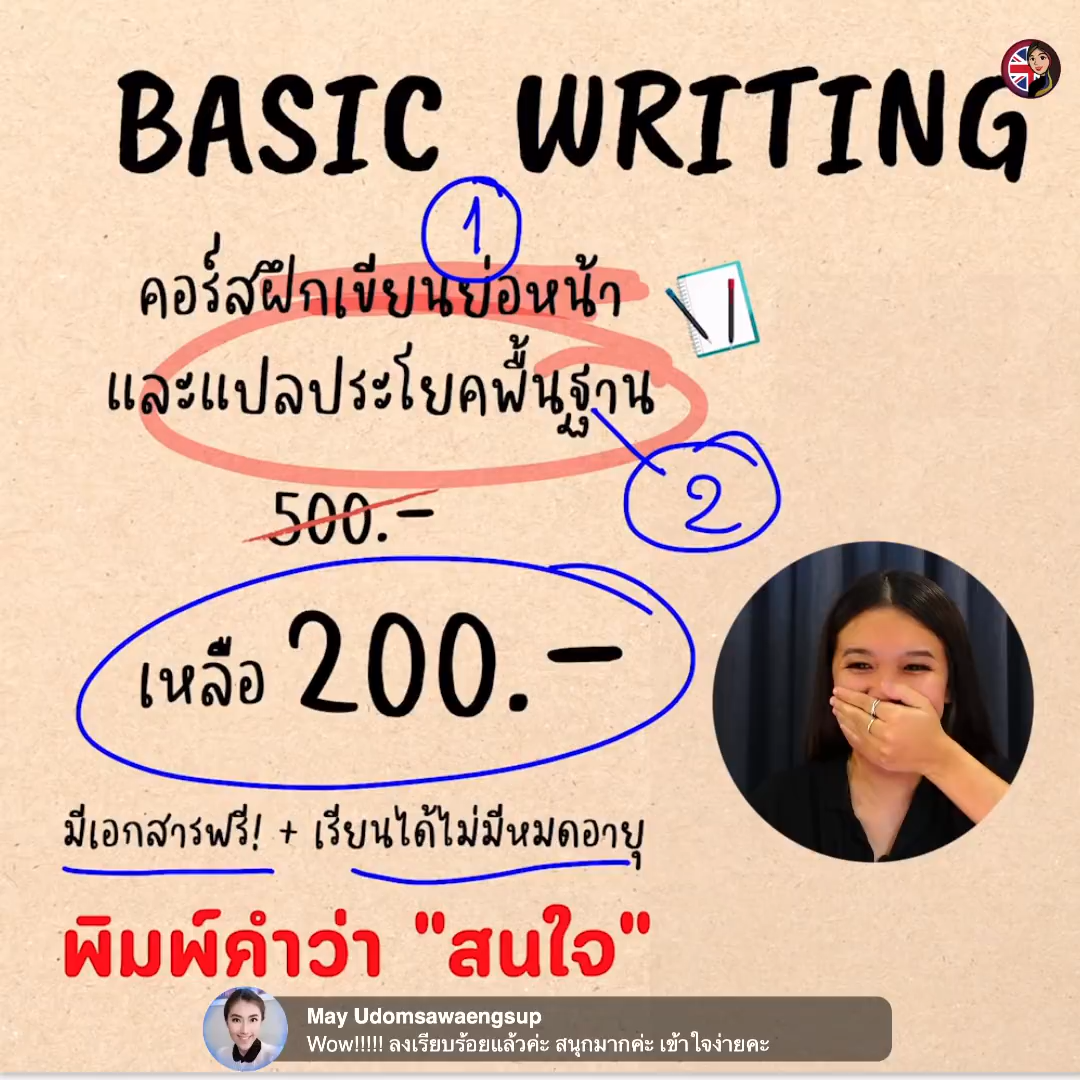 BASIC WRITING
1
คอร์สฝึกเขียนย่อหน้า
และแปลประโยคพื้นฐาน
2
500.-
เหลือ 200.-
มีเอกสารฟรี! + เรียนได้ไม่มีหมดอายุ
พิมพ์คำว่า "สนใจ"
May Udomsawaengsup
Wow!!!!! ลงเรียบร้อยแล้วค่ะ สนุกมากค่ะ เข้าใจง่ายคะ